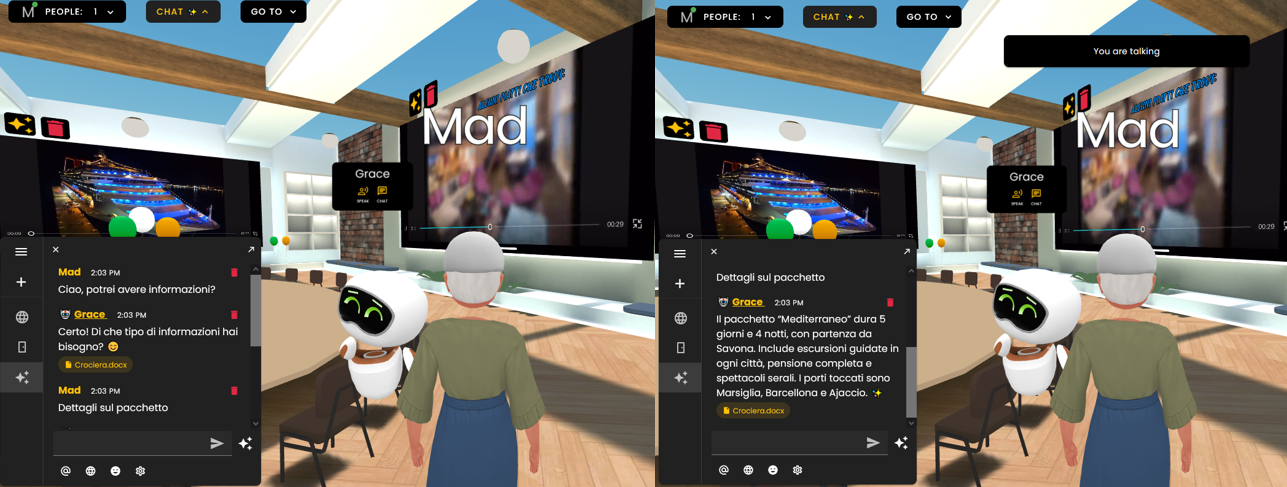 M PEOPLE: 1
CHAT
GO TO
Mad
Grace
SPEAK
CHAT
00:29
Mad 2:03 PM
Ciao, potrei avere informazioni?
Grace 2:03 PM
Certo! Di che tipo di informazioni hai
bisogno? 😊
Crociera.docx
Mad 2:03 PM
Dettagli sul pacchetto
M PEOPLE: 1
CHAT
GO TO
You are talking
Mad
Grace
SPEAK
CHAT
00:29
Dettagli sul pacchetto
Grace 2:03 PM
Il pacchetto “Mediterraneo” dura 5
giorni e 4 notti, con partenza da
Savona. Include escursioni guidate in
ogni città, pensione completa e
spettacoli serali. I porti toccati sono
Marsiglia, Barcellona e Ajaccio. ✨
Crociera.docx